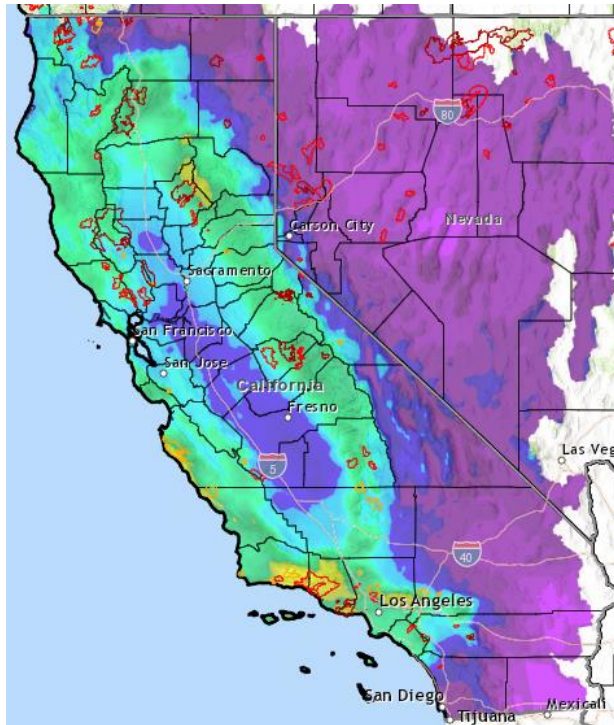 80
Nevada
Carson City
Sacramento
San Francisco
San Jose
California
Fresno
5
Las Veg
40
Los Angeles
San Diego
Tijuana
Mexicali